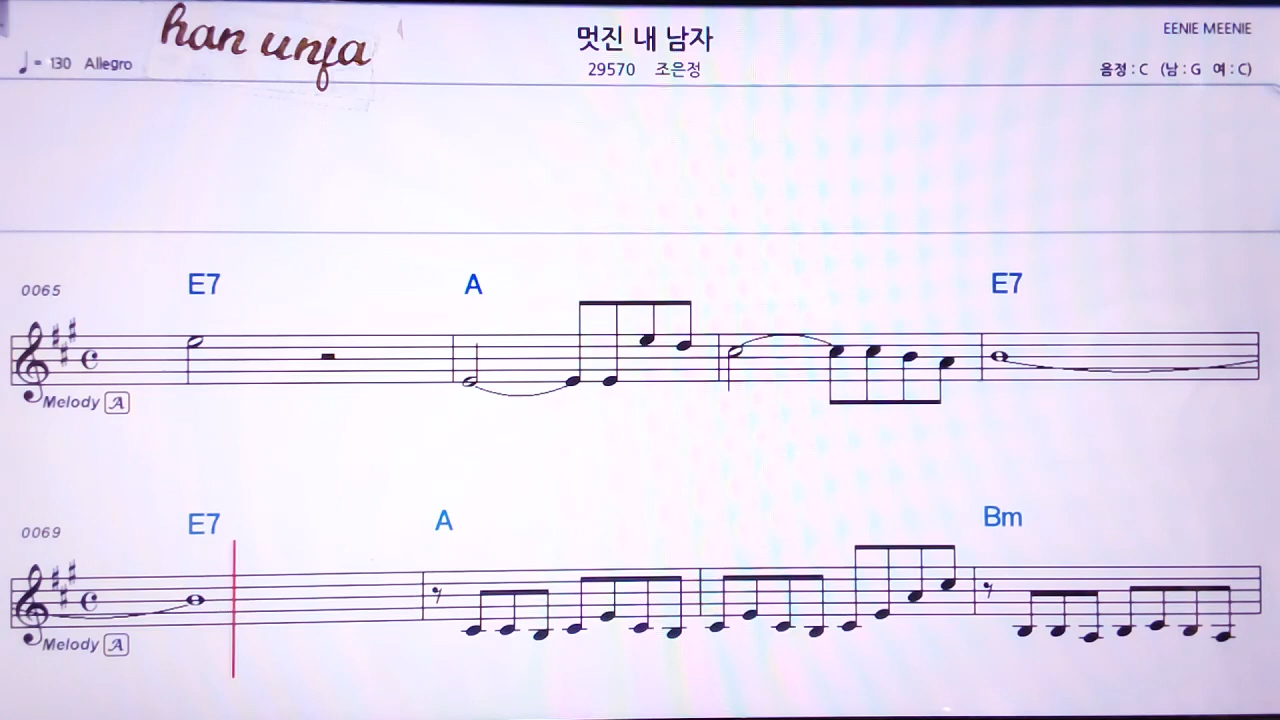 han unfa
멋진 내 남자
EENIE MEENIE
♩= 130 Allegro
29570 조은정
음정 : C (남 : G 여 : C)
E7 A E7
0065
Melody A
E7 A Bm
0069
Melody A